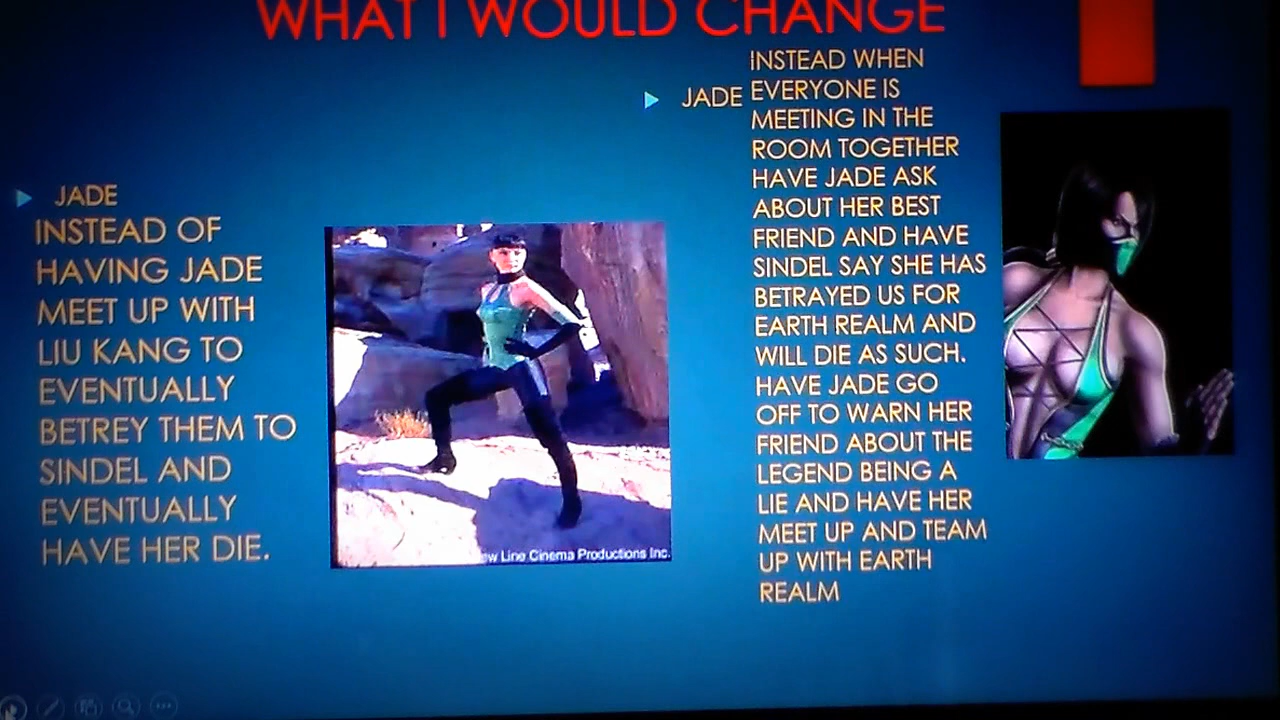 WHAT I WOULD CHANGE
JADE
INSTEAD OF
HAVING JADE
MEET UP WITH
LIU KANG TO
EVENTUALLY
BETREY THEM TO
SINDEL AND
EVENTUALLY
HAVE HER DIE.
ew Line Cinema Productions Inc.
JADE
INSTEAD WHEN
EVERYONE IS
MEETING IN THE
ROOM TOGETHER
HAVE JADE ASK
ABOUT HER BEST
FRIEND AND HAVE
SINDEL SAY SHE HAS
BETRAYED US FOR
EARTH REALM AND
WILL DIE AS SUCH.
HAVE JADE GO
OFF TO WARN HER
FRIEND ABOUT THE
LEGEND BEING A
LIE AND HAVE HER
MEET UP AND TEAM
UP WITH EARTH
REALM